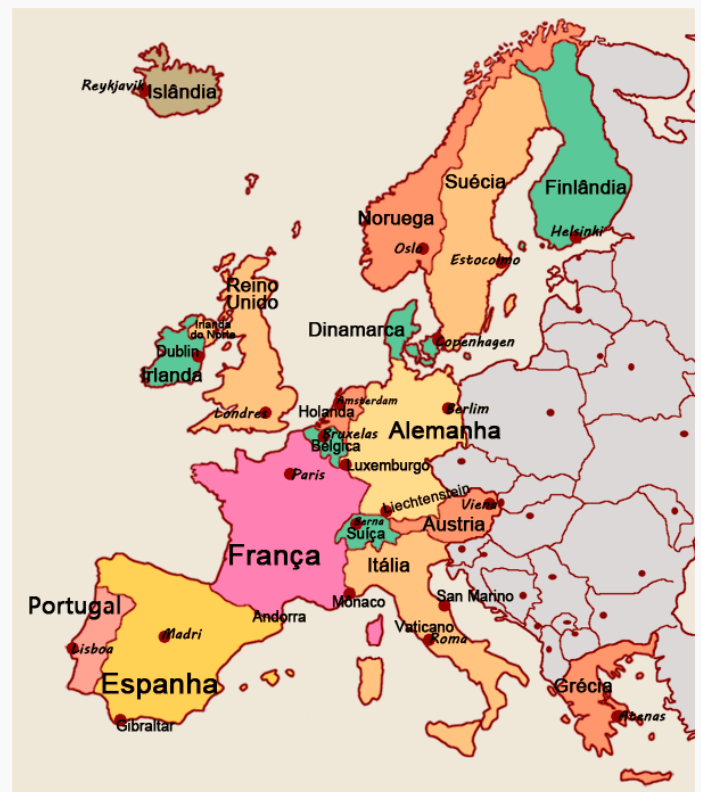 Reykjavik
Islândia
Suécia
Finlândia
Noruega
Helsinki
Oslo
Estocolmo
Reino
Unido
Irlanda
do Norte
Dinamarca
Copenhagen
Dublin
Irlanda
Amsterdam
Holanda
Londres
Berlim
Bruxelas
Alemanha
Bélgica
Luxemburgo
Paris
Liechtenstein
Viena
Berna
Suíça
Austria
França
Itália
Mônaco
San Marino
Portugal
Andorra
Vaticano
Madri
Roma
Lisboa
Espanha
Grécia
Atenas
Gibraltar